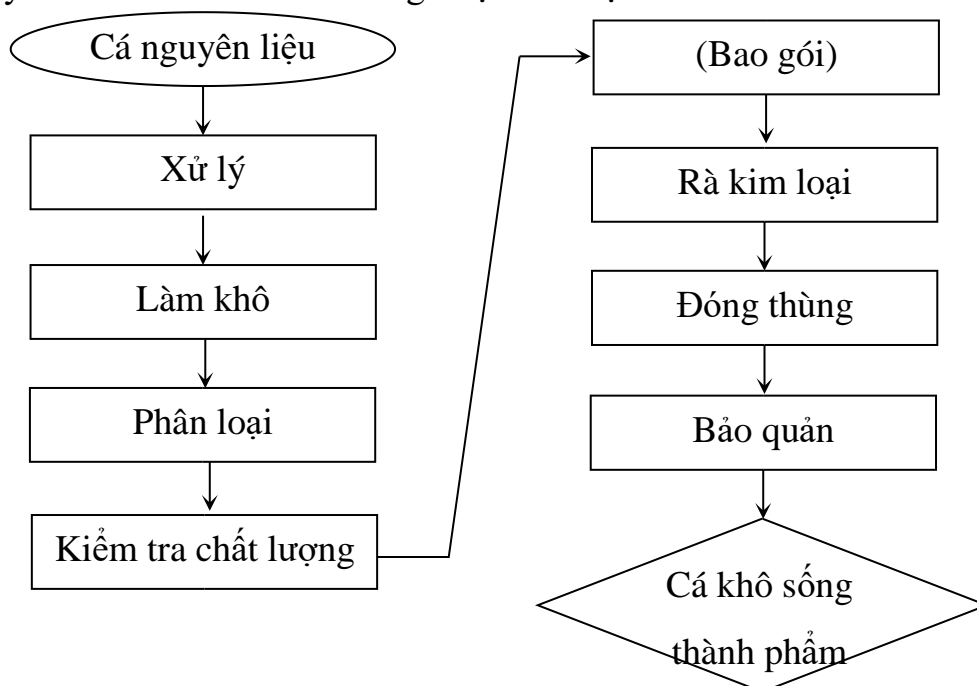 Cá nguyên liệu
Xử lý
Làm khô
Phân loại
Kiểm tra chất lượng
(Bao gói)
Rà kim loại
Đóng thùng
Bảo quản
Cá khô sống
thành phẩm